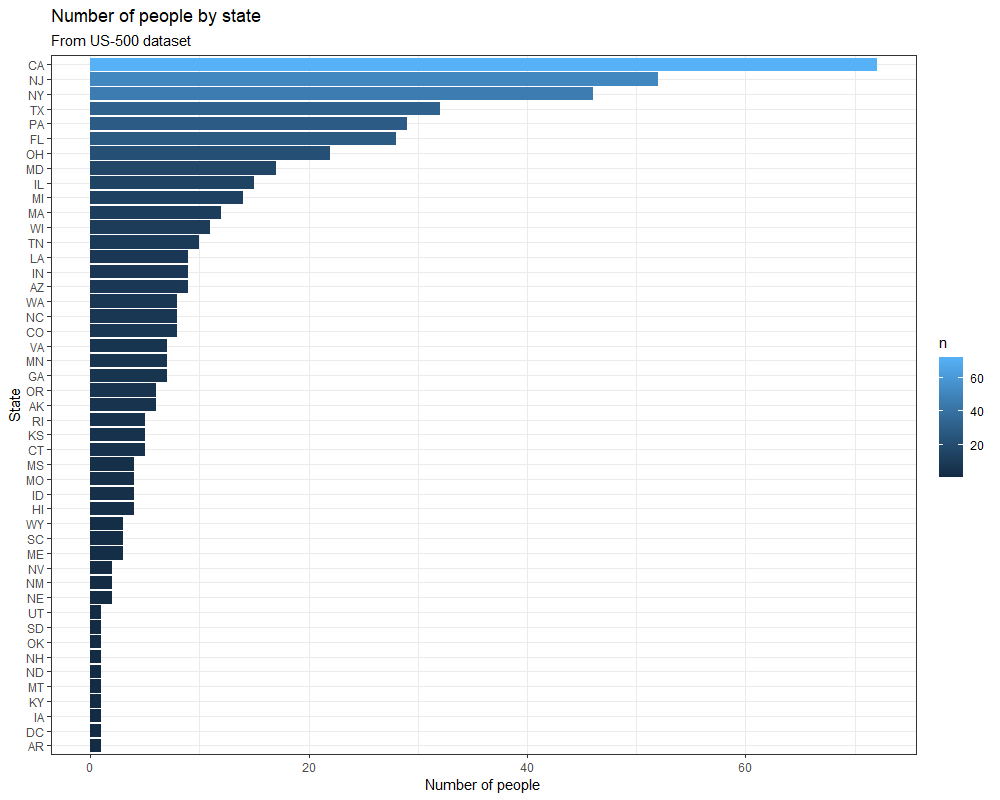 Number of people by state
From US-500 dataset
CA
NJ
NY
TX
PA
FL
OH
MD
IL
MI
MA
WI
TN
LA
IN
AZ
WA
NC
CO
VA
MN
GA
OR
AK
RI
KS
CT
MS
MO
ID
HI
WY
SC
ME
NV
NM
NE
UT
SD
OK
NH
ND
MT
KY
IA
DC
AR
State
0 20 40 60
Number of people
n
60
40
20